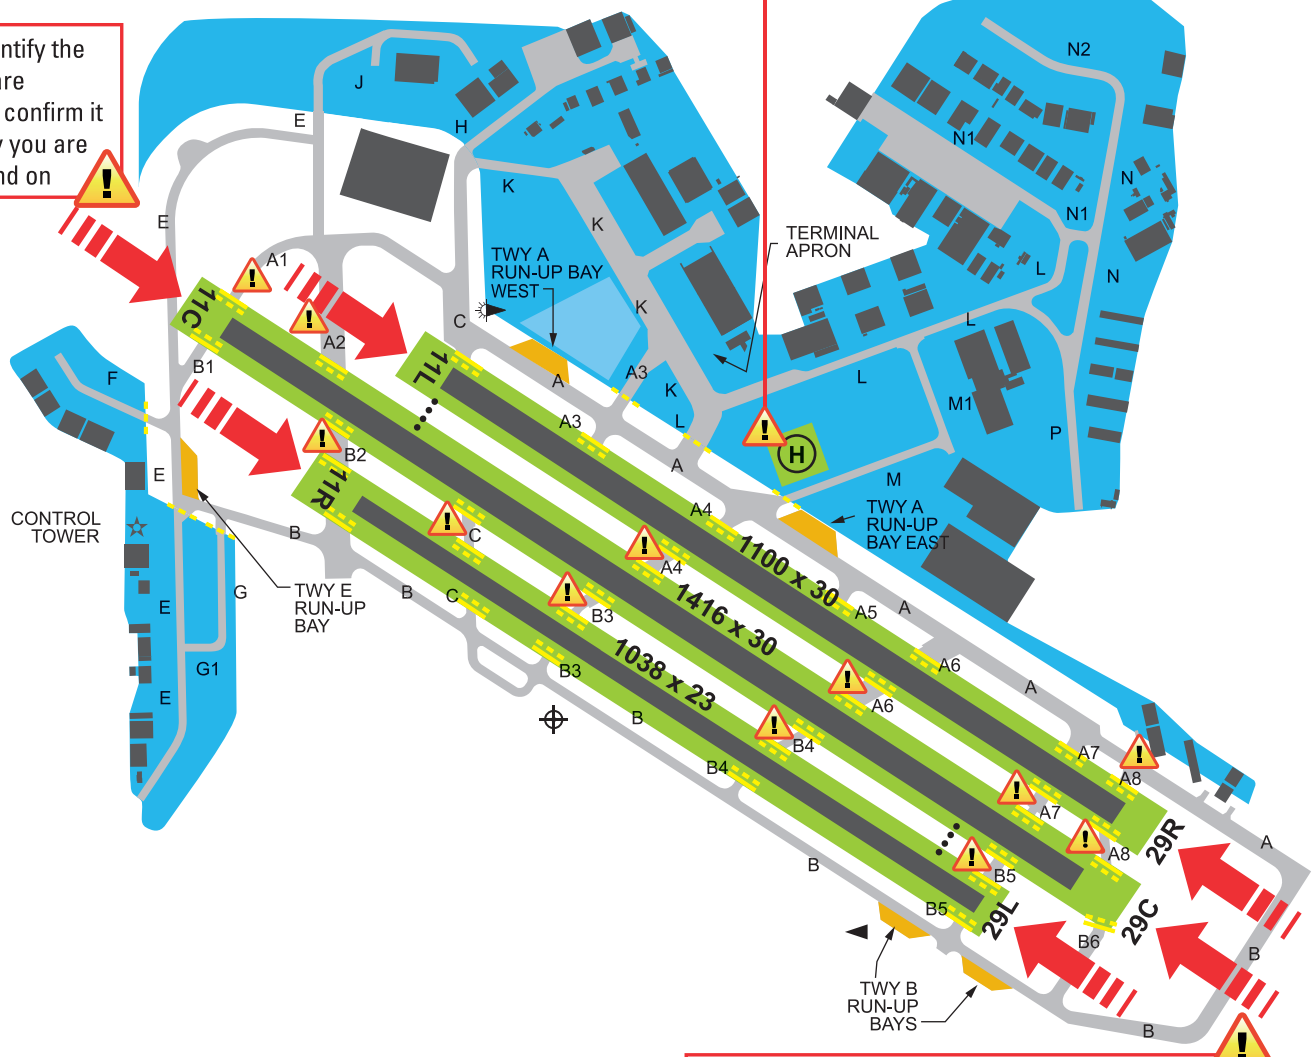 ntify the
are
confirm it
y you are
nd on
!
J
E
H
N2
N1
N1
N
N
N
K
K
K
K
E
A1
!
TWY A
RUN-UP BAY
WEST
TERMINAL
APRON
L
L
L
L
11C
!
A2
C
11L
B1
F
A
A3
M1
P
A3
!
H
!
B2
A
11R
E
M
CONTROL
TOWER
B
TWY A
RUN-UP
BAY EAST
A4
!
C
!
A4
1100 x 30
TWY E
RUN-UP
BAY
G
B
C
!
B3
1416 x 30
A5
A
E
G1
E
B3
1038 x 23
!
A6
A6
A
B
B4
!
B4
A7
!
A8
!
A7
!
A8
29R
A
B
!
B5
B5
29L
B6
29C
B
TWY B
RUN-UP
BAYS
B
!